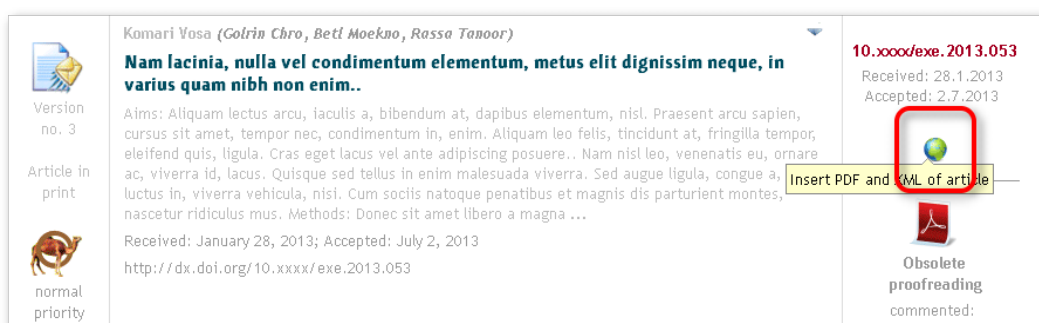 Version
no. 3
Article in
print
normal
priority
Komari Yosa (Golrin Chro, Betl Moekno, Rassa Tanoor)
Nam lacinia, nulla vel condimentum elementum, metus elit dignissim neque, in
varius quam nibh non enim..
Aims: Aliquam lectus arcu, iaculis a, bibendum at, dapibus elementum, nisl. Praesent arcu sapien,
cursus sit amet, tempor nec, condimentum in, enim. Aliquam leo felis, tincidunt at, fringilla tempor,
eleifend quis, ligula. Cras eget lacus vel ante adipiscing posuere.. Nam nisl leo, venenatis eu, ornare
ac, viverra id, lacus. Quisque sed tellus in enim malesuada viverra. Sed augue ligula, congue a,
luctus in, viverra vehicula, nisi. Cum sociis natoque penatibus et magnis dis parturient montes,
nascetur ridiculus mus. Methods: Donec sit amet libero a magna ...
Received: January 28, 2013; Accepted: July 2, 2013
http://dx.doi.org/10.xxxx/exe.2013.053
10.xxxx/exe.2013.053
Received: 28.1.2013
Accepted: 2.7.2013
Insert PDF and XML of article
Obsolete
proofreading
commented: